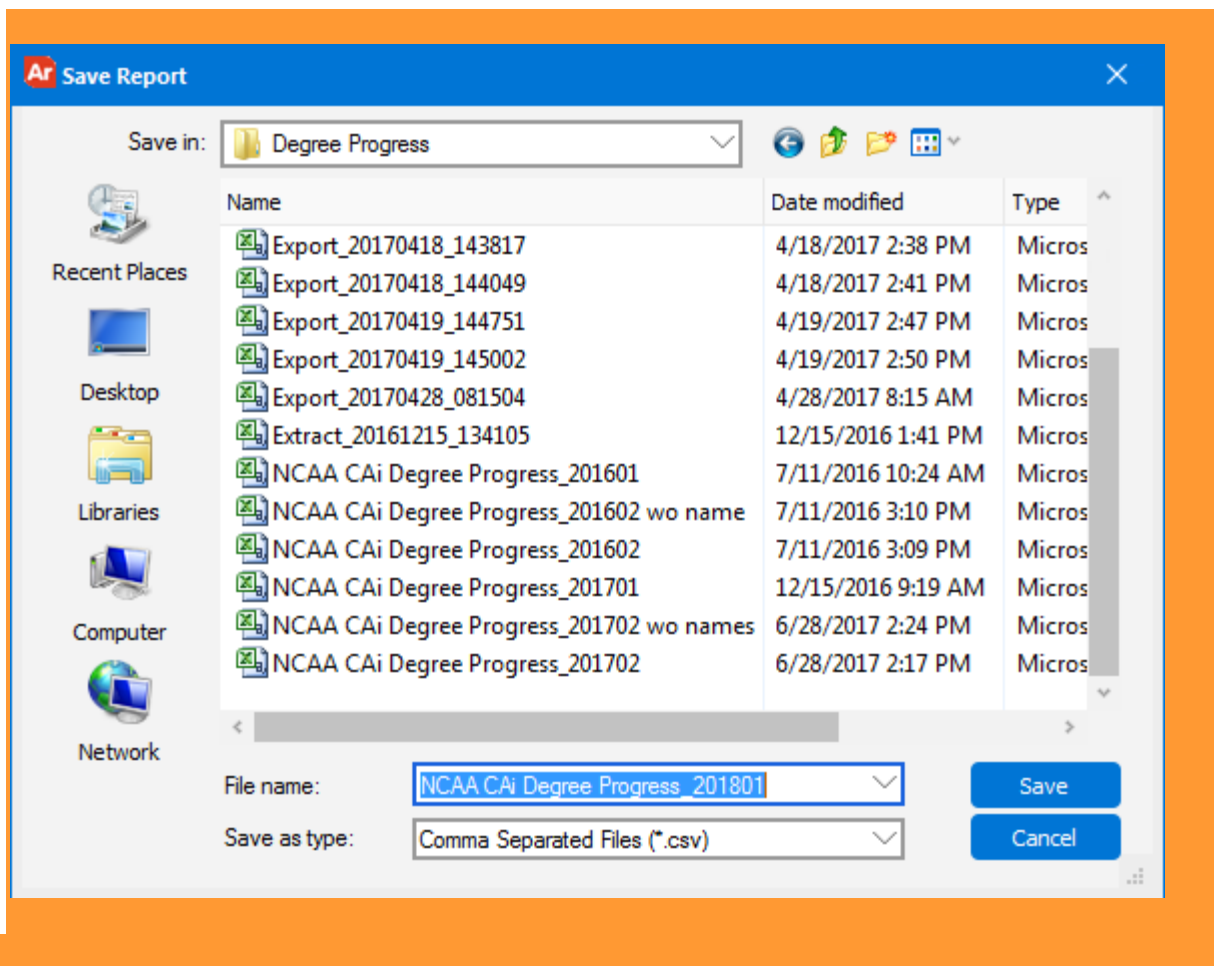 Ar Save Report
Save in: Degree Progress
Name Date modified Type
Export_20170418_143817 4/18/2017 2:38 PM Micros
Export_20170418_144049 4/18/2017 2:41 PM Micros
Export_20170419_144751 4/19/2017 2:47 PM Micros
Export_20170419_145002 4/19/2017 2:50 PM Micros
Export_20170428_081504 4/28/2017 8:15 AM Micros
Extract_20161215_134105 12/15/2016 1:41 PM Micros
NCAA CAi Degree Progress_201601 7/11/2016 10:24 AM Micros
NCAA CAi Degree Progress_201602 wo name 7/11/2016 3:10 PM Micros
NCAA CAi Degree Progress_201602 7/11/2016 3:09 PM Micros
NCAA CAi Degree Progress_201701 12/15/2016 9:19 AM Micros
NCAA CAi Degree Progress_201702 wo names 6/28/2017 2:24 PM Micros
NCAA CAi Degree Progress_201702 6/28/2017 2:17 PM Micros
Recent Places
Desktop
Libraries
Computer
Network
File name: NCAA CAi Degree Progress_201801 Save
Save as type: Comma Separated Files (*.csv) Cancel